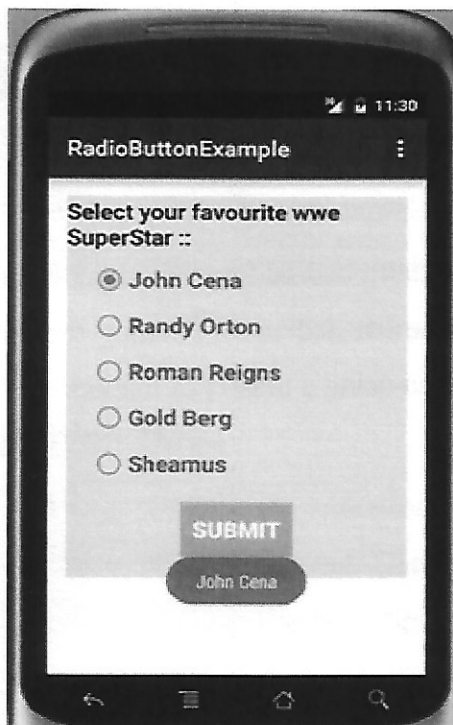 11:30
RadioButtonExample
Select your favourite wwe
SuperStar ::
John Cena
Randy Orton
Roman Reigns
Gold Berg
Sheamus
SUBMIT
John Cena